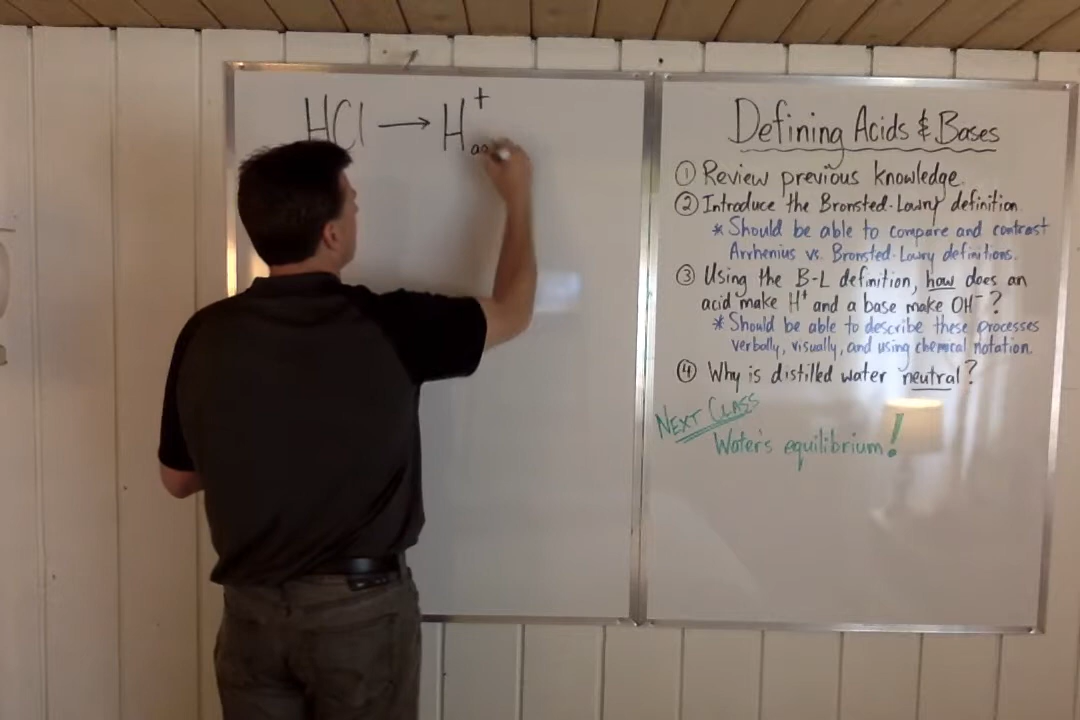 HCl → H⁺aq
Defining Acids & Bases
① Review previous knowledge.
② Introduce the Bronsted-Lowry definition.
* Should be able to compare and contrast
Arrhenius vs. Bronsted-Lowry definitions.
③ Using the B-L definition, how does an
acid make H⁺ and a base make OH⁻?
* Should be able to describe these processes
verbally, visually, and using chemical notation.
④ Why is distilled water neutral?
NEXT CLASS
Water's equilibrium!